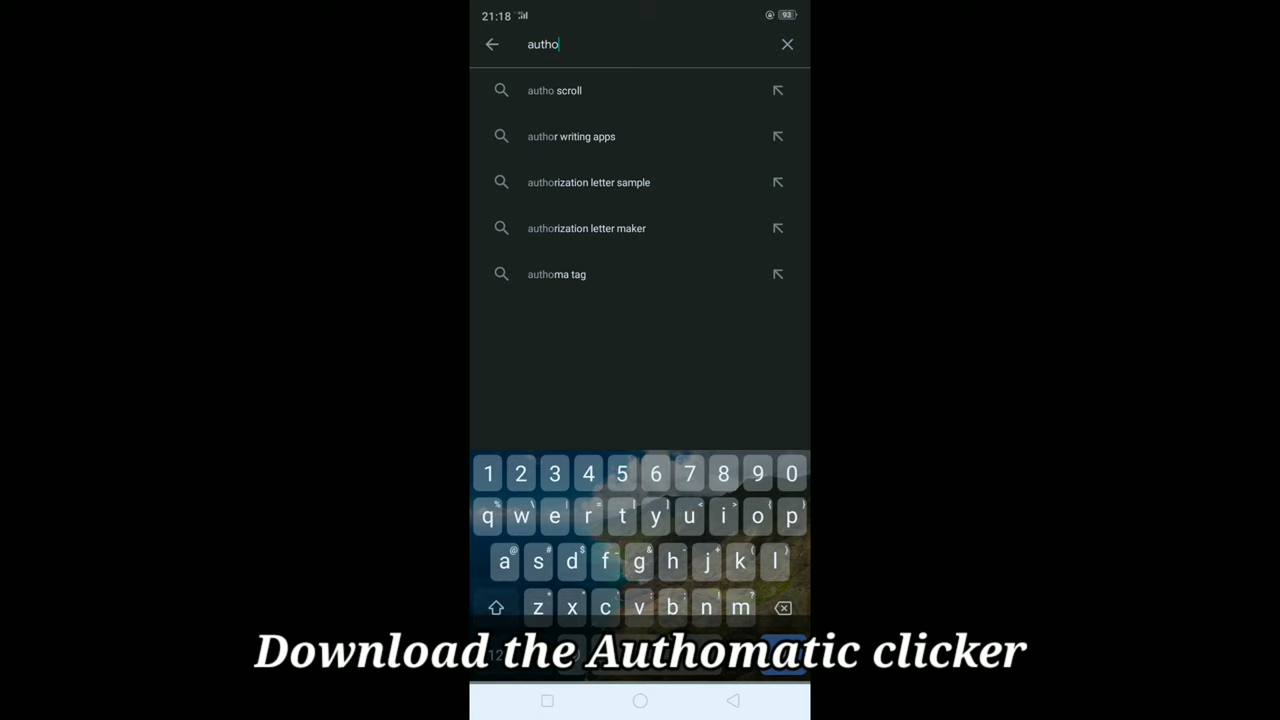 21:18
93
autho
autho scroll
author writing apps
authorization letter sample
authorization letter maker
authoma tag
1 2 3 4 5 6 7 8 9 0
q w e r t y u i o p
a s d f g h j k l
z x c v b n m
Download the Authomatic clicker